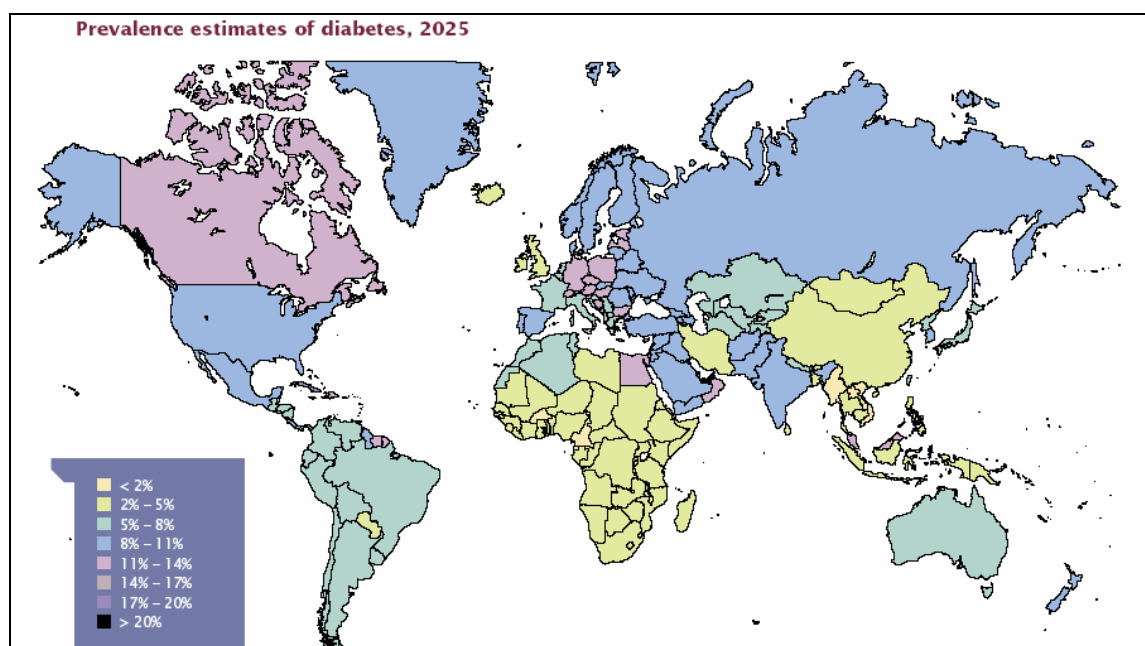 Prevalence estimates of diabetes, 2025
< 2%
2% – 5%
5% – 8%
8% – 11%
11% – 14%
14% – 17%
17% – 20%
> 20%